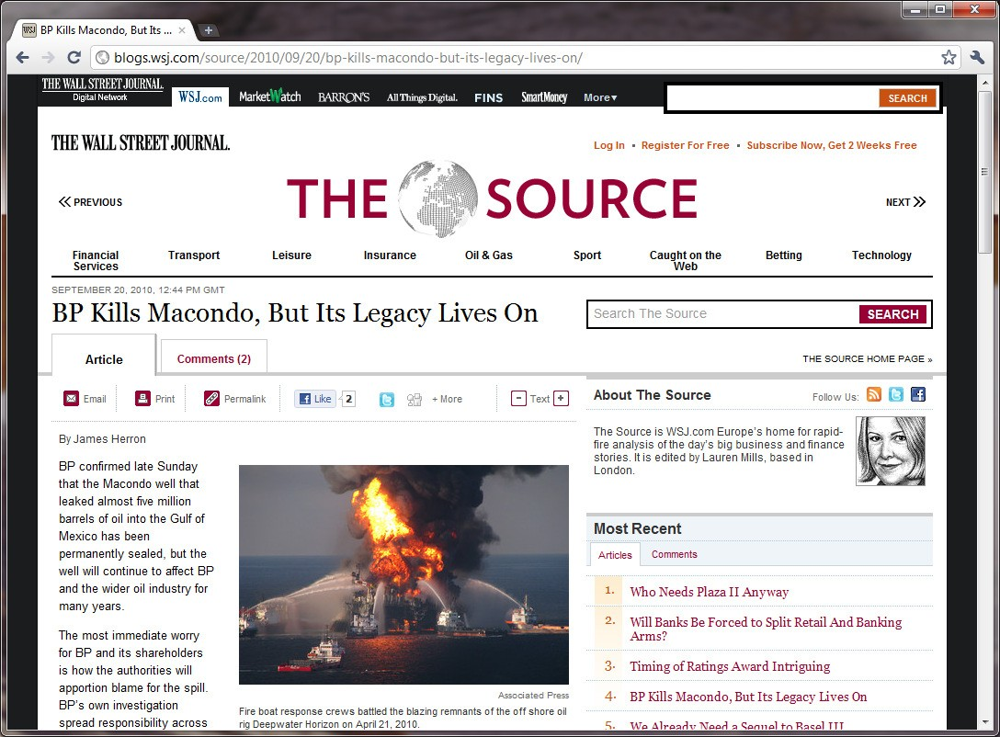 BP Kills Macondo, But Its ...
blogs.wsj.com/source/2010/09/20/bp-kills-macondo-but-its-legacy-lives-on/
THE WALL STREET JOURNAL.
Digital Network
WSJ.com
MarketWatch
BARRON'S
All Things Digital.
FINS
SmartMoney
More
SEARCH
THE WALL STREET JOURNAL.
Log In • Register For Free • Subscribe Now, Get 2 Weeks Free
PREVIOUS
THE SOURCE
NEXT
Financial
Services
Transport
Leisure
Insurance
Oil & Gas
Sport
Caught on the
Web
Betting
Technology
SEPTEMBER 20, 2010, 12:44 PM GMT
BP Kills Macondo, But Its Legacy Lives On
Search The Source
SEARCH
Article
Comments (2)
THE SOURCE HOME PAGE »
Email
Print
Permalink
Like
2
+ More
Text
By James Herron
BP confirmed late Sunday
that the Macondo well that
leaked almost five million
barrels of oil into the Gulf of
Mexico has been
permanently sealed, but the
well will continue to affect BP
and the wider oil industry for
many years.
The most immediate worry
for BP and its shareholders
is how the authorities will
apportion blame for the spill.
BP's own investigation
spread responsibility across
Associated Press
Fire boat response crews battled the blazing remnants of the off shore oil
rig Deepwater Horizon on April 21, 2010.
About The Source
Follow Us:
The Source is WSJ.com Europe's home for rapid-
fire analysis of the day's big business and finance
stories. It is edited by Lauren Mills, based in
London.
Most Recent
Articles
Comments
1. Who Needs Plaza II Anyway
2. Will Banks Be Forced to Split Retail And Banking
Arms?
3. Timing of Ratings Award Intriguing
4. BP Kills Macondo, But Its Legacy Lives On
5. We Already Need a Sequel to Basel III